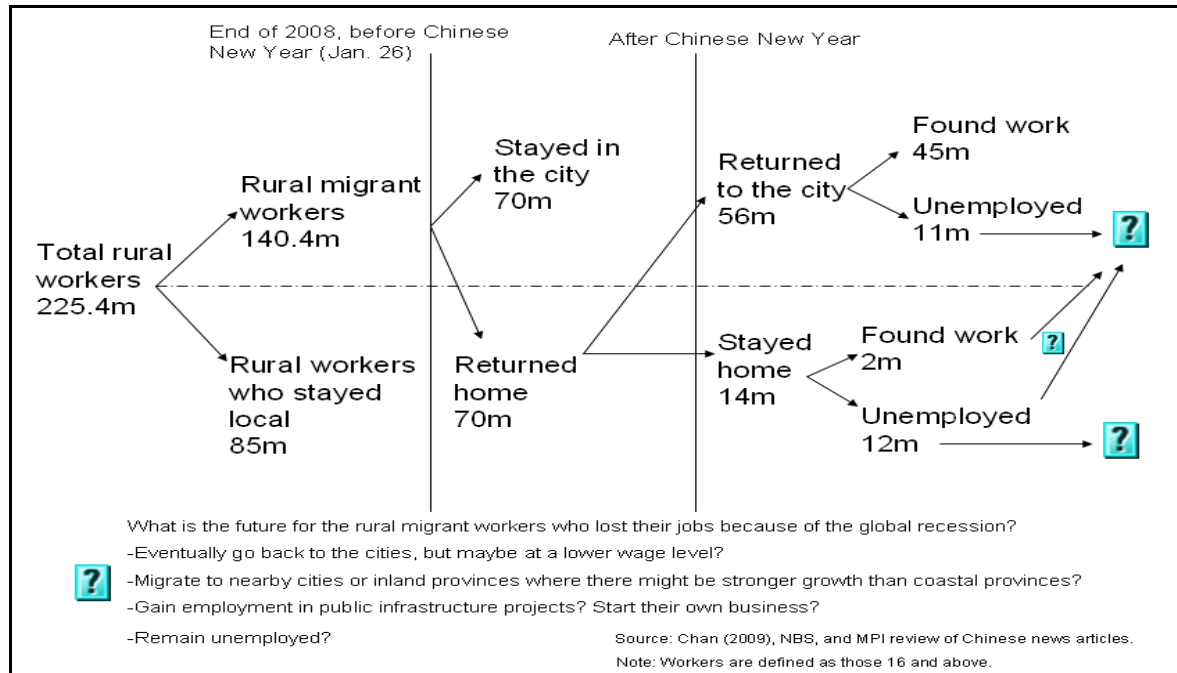 End of 2008, before Chinese
New Year (Jan. 26)
After Chinese New Year
Total rural
workers
225.4m
Rural migrant
workers
140.4m
Rural workers
who stayed
local
85m
Stayed in
the city
70m
Returned
home
70m
Returned
to the city
56m
Found work
45m
Unemployed
11m
?
Stayed
home
14m
Found work
2m
?
Unemployed
12m
?
What is the future for the rural migrant workers who lost their jobs because of the global recession?
-Eventually go back to the cities, but maybe at a lower wage level?
?
-Migrate to nearby cities or inland provinces where there might be stronger growth than coastal provinces?
-Gain employment in public infrastructure projects? Start their own business?
-Remain unemployed?
Source: Chan (2009), NBS, and MPI review of Chinese news articles.
Note: Workers are defined as those 16 and above.